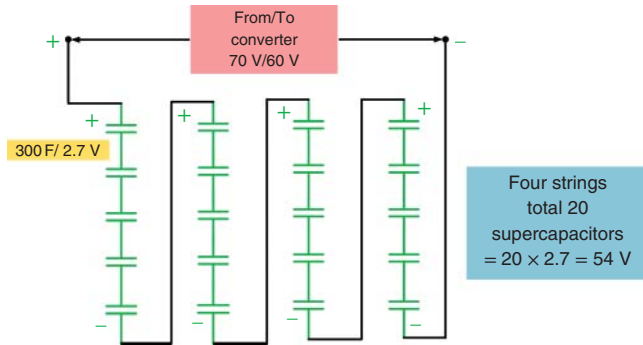 From/To
converter
70 V/60 V
+
−
+
+
+
+
300 F/ 2.7 V
Four strings
total 20
supercapacitors
= 20 × 2.7 = 54 V
−
−
−
−